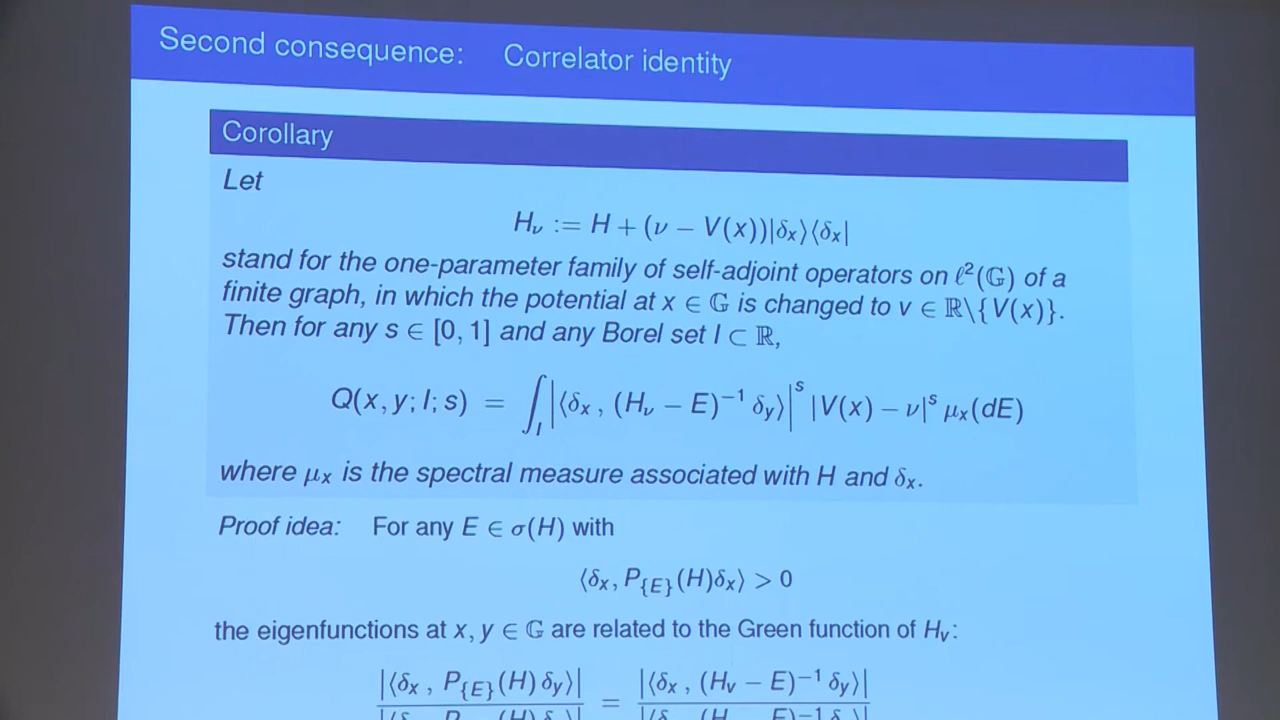 Second consequence: Correlator identity
Corollary
Let
H_ν := H + (ν − V(x))|δ_x⟩⟨δ_x|
stand for the one-parameter family of self-adjoint operators on ℓ²(𝔾) of a
finite graph, in which the potential at x ∈ 𝔾 is changed to v ∈ ℝ\{V(x)}.
Then for any s ∈ [0, 1] and any Borel set I ⊂ ℝ,
Q(x, y; I; s) = ∫_I |⟨δ_x , (H_ν − E)⁻¹ δ_y⟩|^s |V(x) − ν|^s μ_x(dE)
where μ_x is the spectral measure associated with H and δ_x.
Proof idea: For any E ∈ σ(H) with
⟨δ_x, P_{E}(H)δ_x⟩ > 0
the eigenfunctions at x, y ∈ 𝔾 are related to the Green function of H_v:
|⟨δ_x , P_{E}(H) δ_y⟩| = |⟨δ_x , (H_v − E)⁻¹ δ_y⟩|